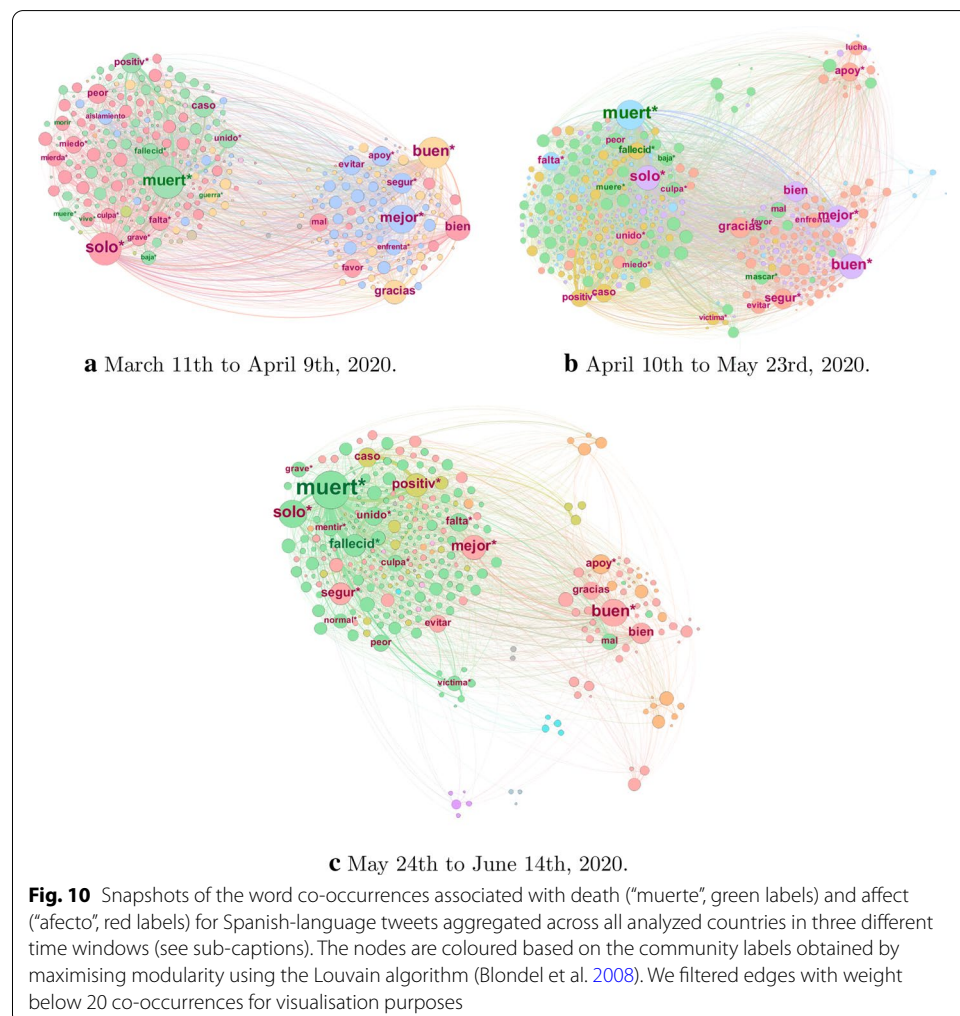 positiv*
peor
caso
aislamiento
morir
miedo*
unido*
mierda*
fallecid*
muert*
muere*
vive*
culpa*
guerra*
falta*
grave*
solo*
baja*
buen*
apoy*
evitar
segur*
mejor*
mal
bien
enfrenta*
favor
gracias
a March 11th to April 9th, 2020.
lucha
apoy*
muert*
peor
fallecid*
baja*
falta*
solo*
muere*
culpa*
bien
mal
enfrenta*
mejor*
favor
gracias
unido*
miedo*
buen*
mascar*
positiv*
caso
segur*
evitar
víctima*
b April 10th to May 23rd, 2020.
caso
grave*
muert*
positiv*
solo*
unido*
mentir*
falta*
fallecid*
mejor*
culpa*
apoy*
segur*
gracias
buen*
normal*
evitar
bien
peor
mal
víctima*
c May 24th to June 14th, 2020.
Fig. 10 Snapshots of the word co-occurrences associated with death (“muerte”, green labels) and affect
(“afecto”, red labels) for Spanish-language tweets aggregated across all analyzed countries in three different
time windows (see sub-captions). The nodes are coloured based on the community labels obtained by
maximising modularity using the Louvain algorithm (Blondel et al. 2008). We filtered edges with weight
below 20 co-occurrences for visualisation purposes